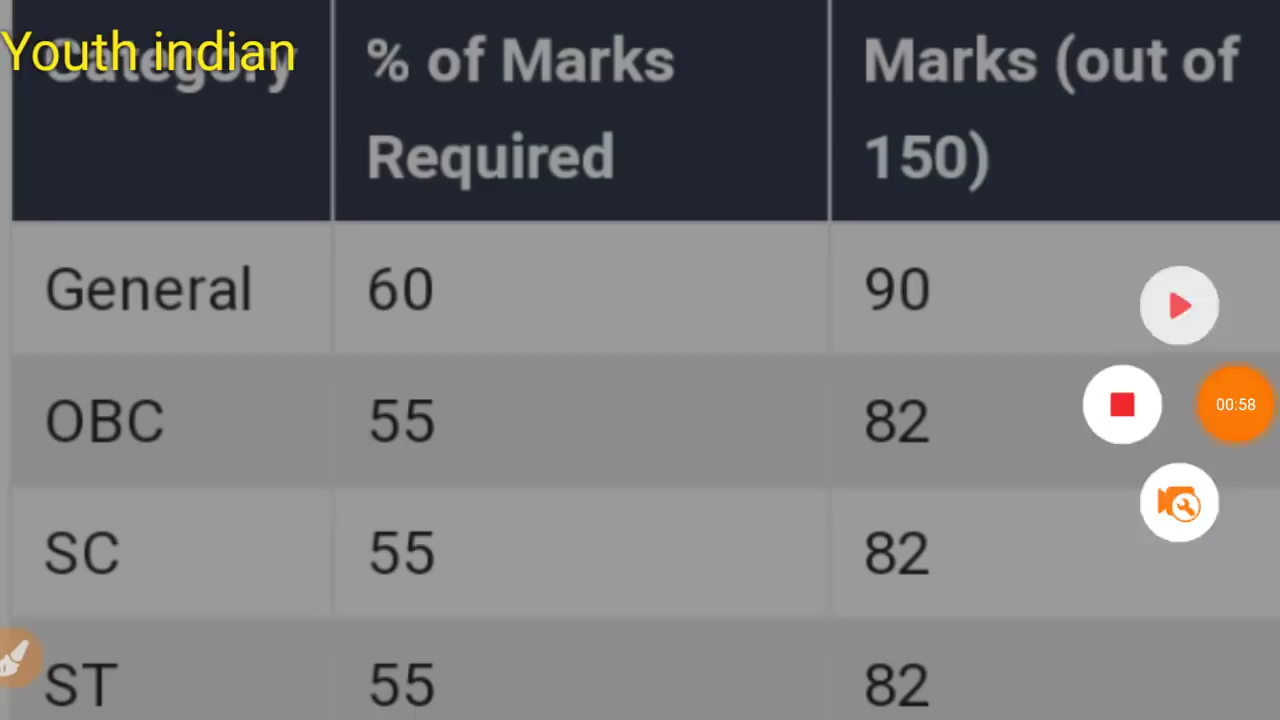 Youth indian
Category
% of Marks
Required
Marks (out of
150)
General 60 90
OBC 55 82
00:58
SC 55 82
ST 55 82